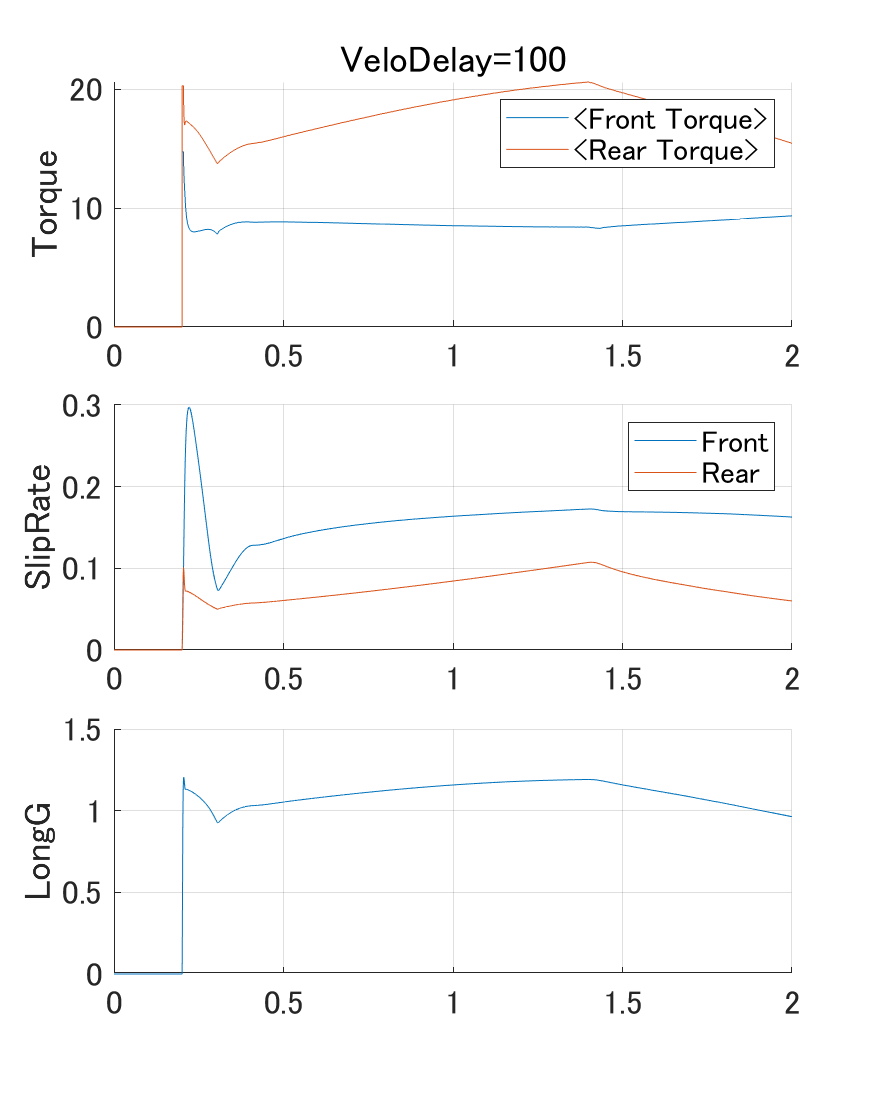 VeloDelay=100
Torque
20
10
0
0 0.5 1 1.5 2
<Front Torque>
<Rear Torque>
SlipRate
0.3
0.2
0.1
0
0 0.5 1 1.5 2
Front
Rear
LongG
1.5
1
0.5
0
0 0.5 1 1.5 2